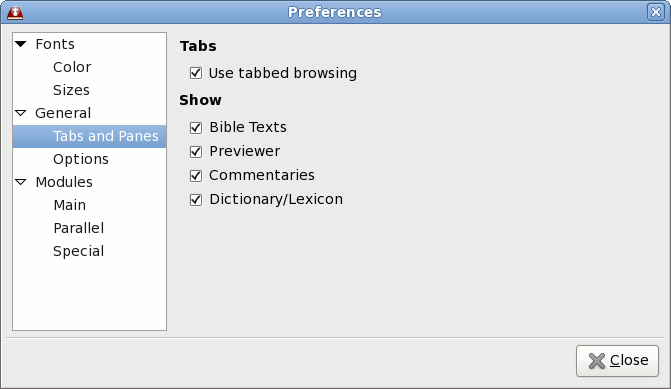 Preferences
Fonts
Color
Sizes
General
Tabs and Panes
Options
Modules
Main
Parallel
Special
Tabs
Use tabbed browsing
Show
Bible Texts
Previewer
Commentaries
Dictionary/Lexicon
Close